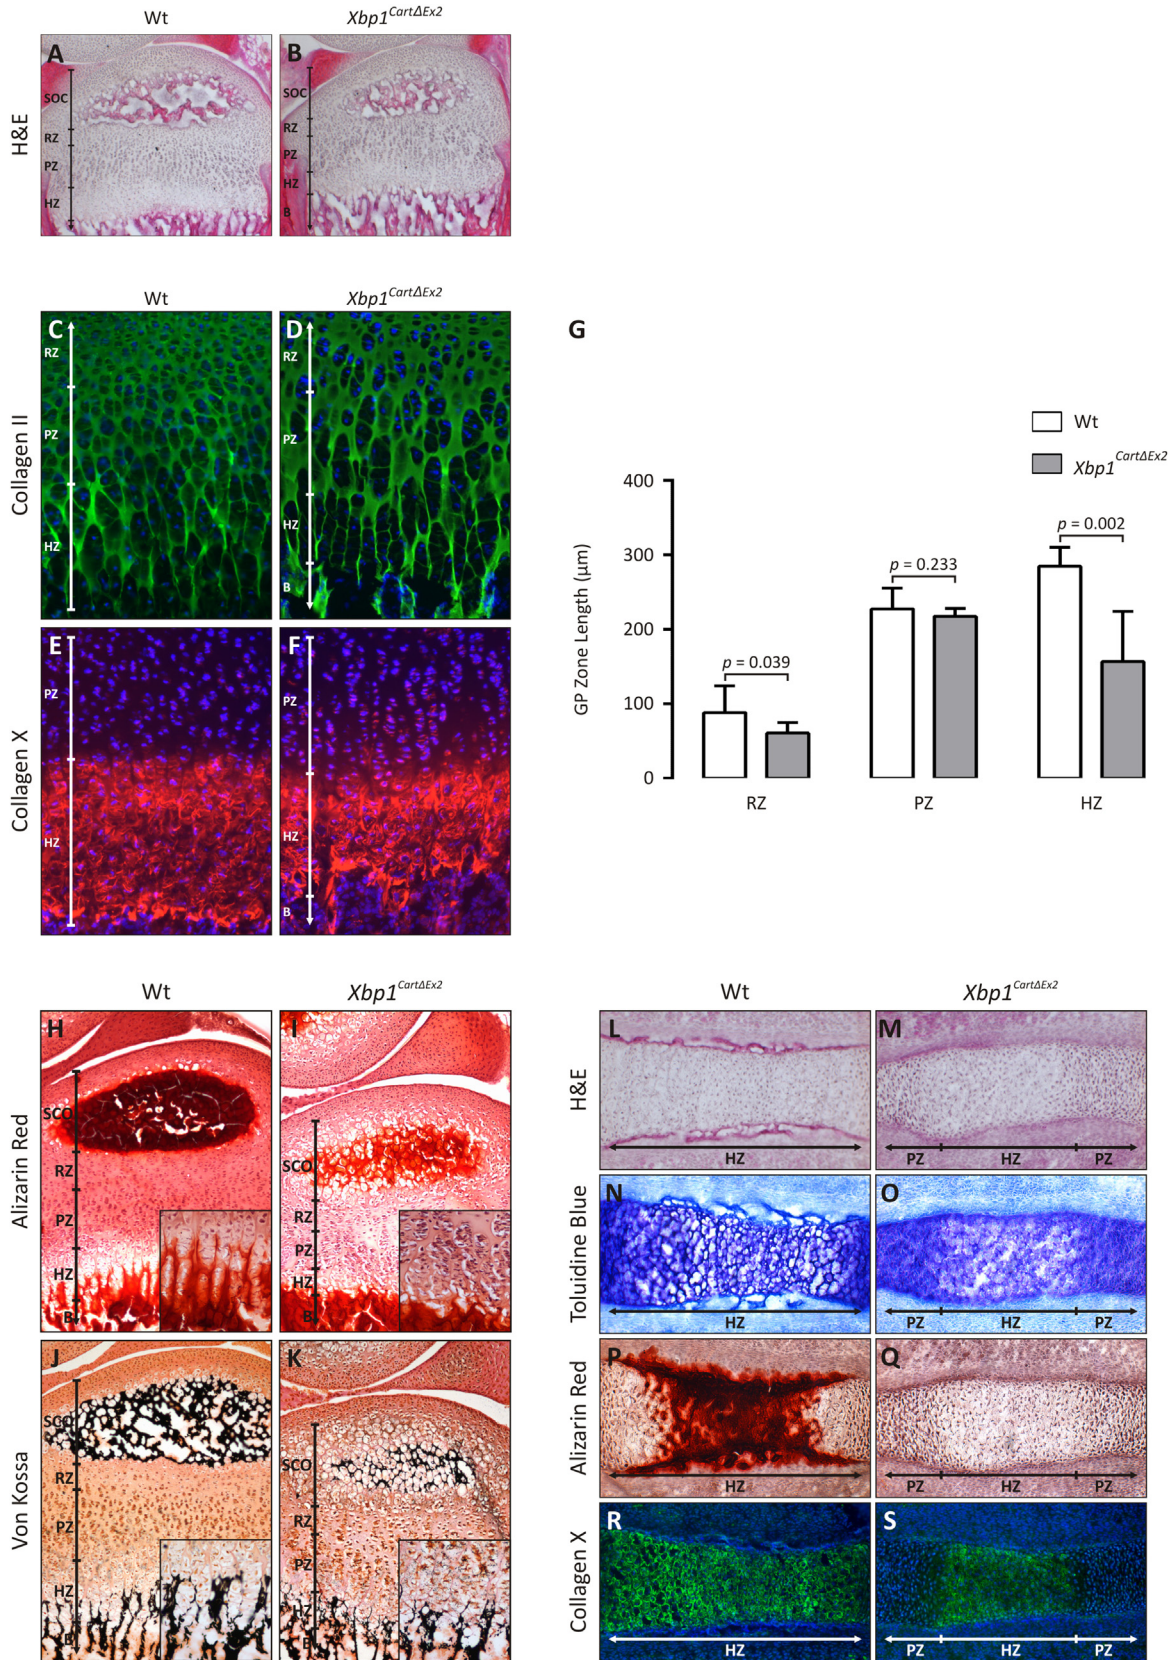 Wt
Xbp1CartΔEx2
H&E
A
SOC
RZ
PZ
HZ
B
SOC
RZ
PZ
HZ
B
Wt
Xbp1CartΔEx2
Collagen II
C
RZ
PZ
HZ
D
RZ
PZ
HZ
B
Collagen X
E
PZ
HZ
F
PZ
HZ
B
G
Wt
Xbp1CartΔEx2
GP Zone Length (µm)
400
300
200
100
0
p = 0.039
p = 0.233
p = 0.002
RZ
PZ
HZ
Wt
Xbp1CartΔEx2
Alizarin Red
H
SCO
RZ
PZ
HZ
B
I
SCO
RZ
PZ
HZ
B
Von Kossa
J
SCO
RZ
PZ
HZ
B
K
SCO
RZ
PZ
HZ
B
Wt
Xbp1CartΔEx2
H&E
L
HZ
M
PZ HZ PZ
Toluidine Blue
N
HZ
O
PZ HZ PZ
Alizarin Red
P
HZ
Q
PZ HZ PZ
Collagen X
R
HZ
S
PZ HZ PZ